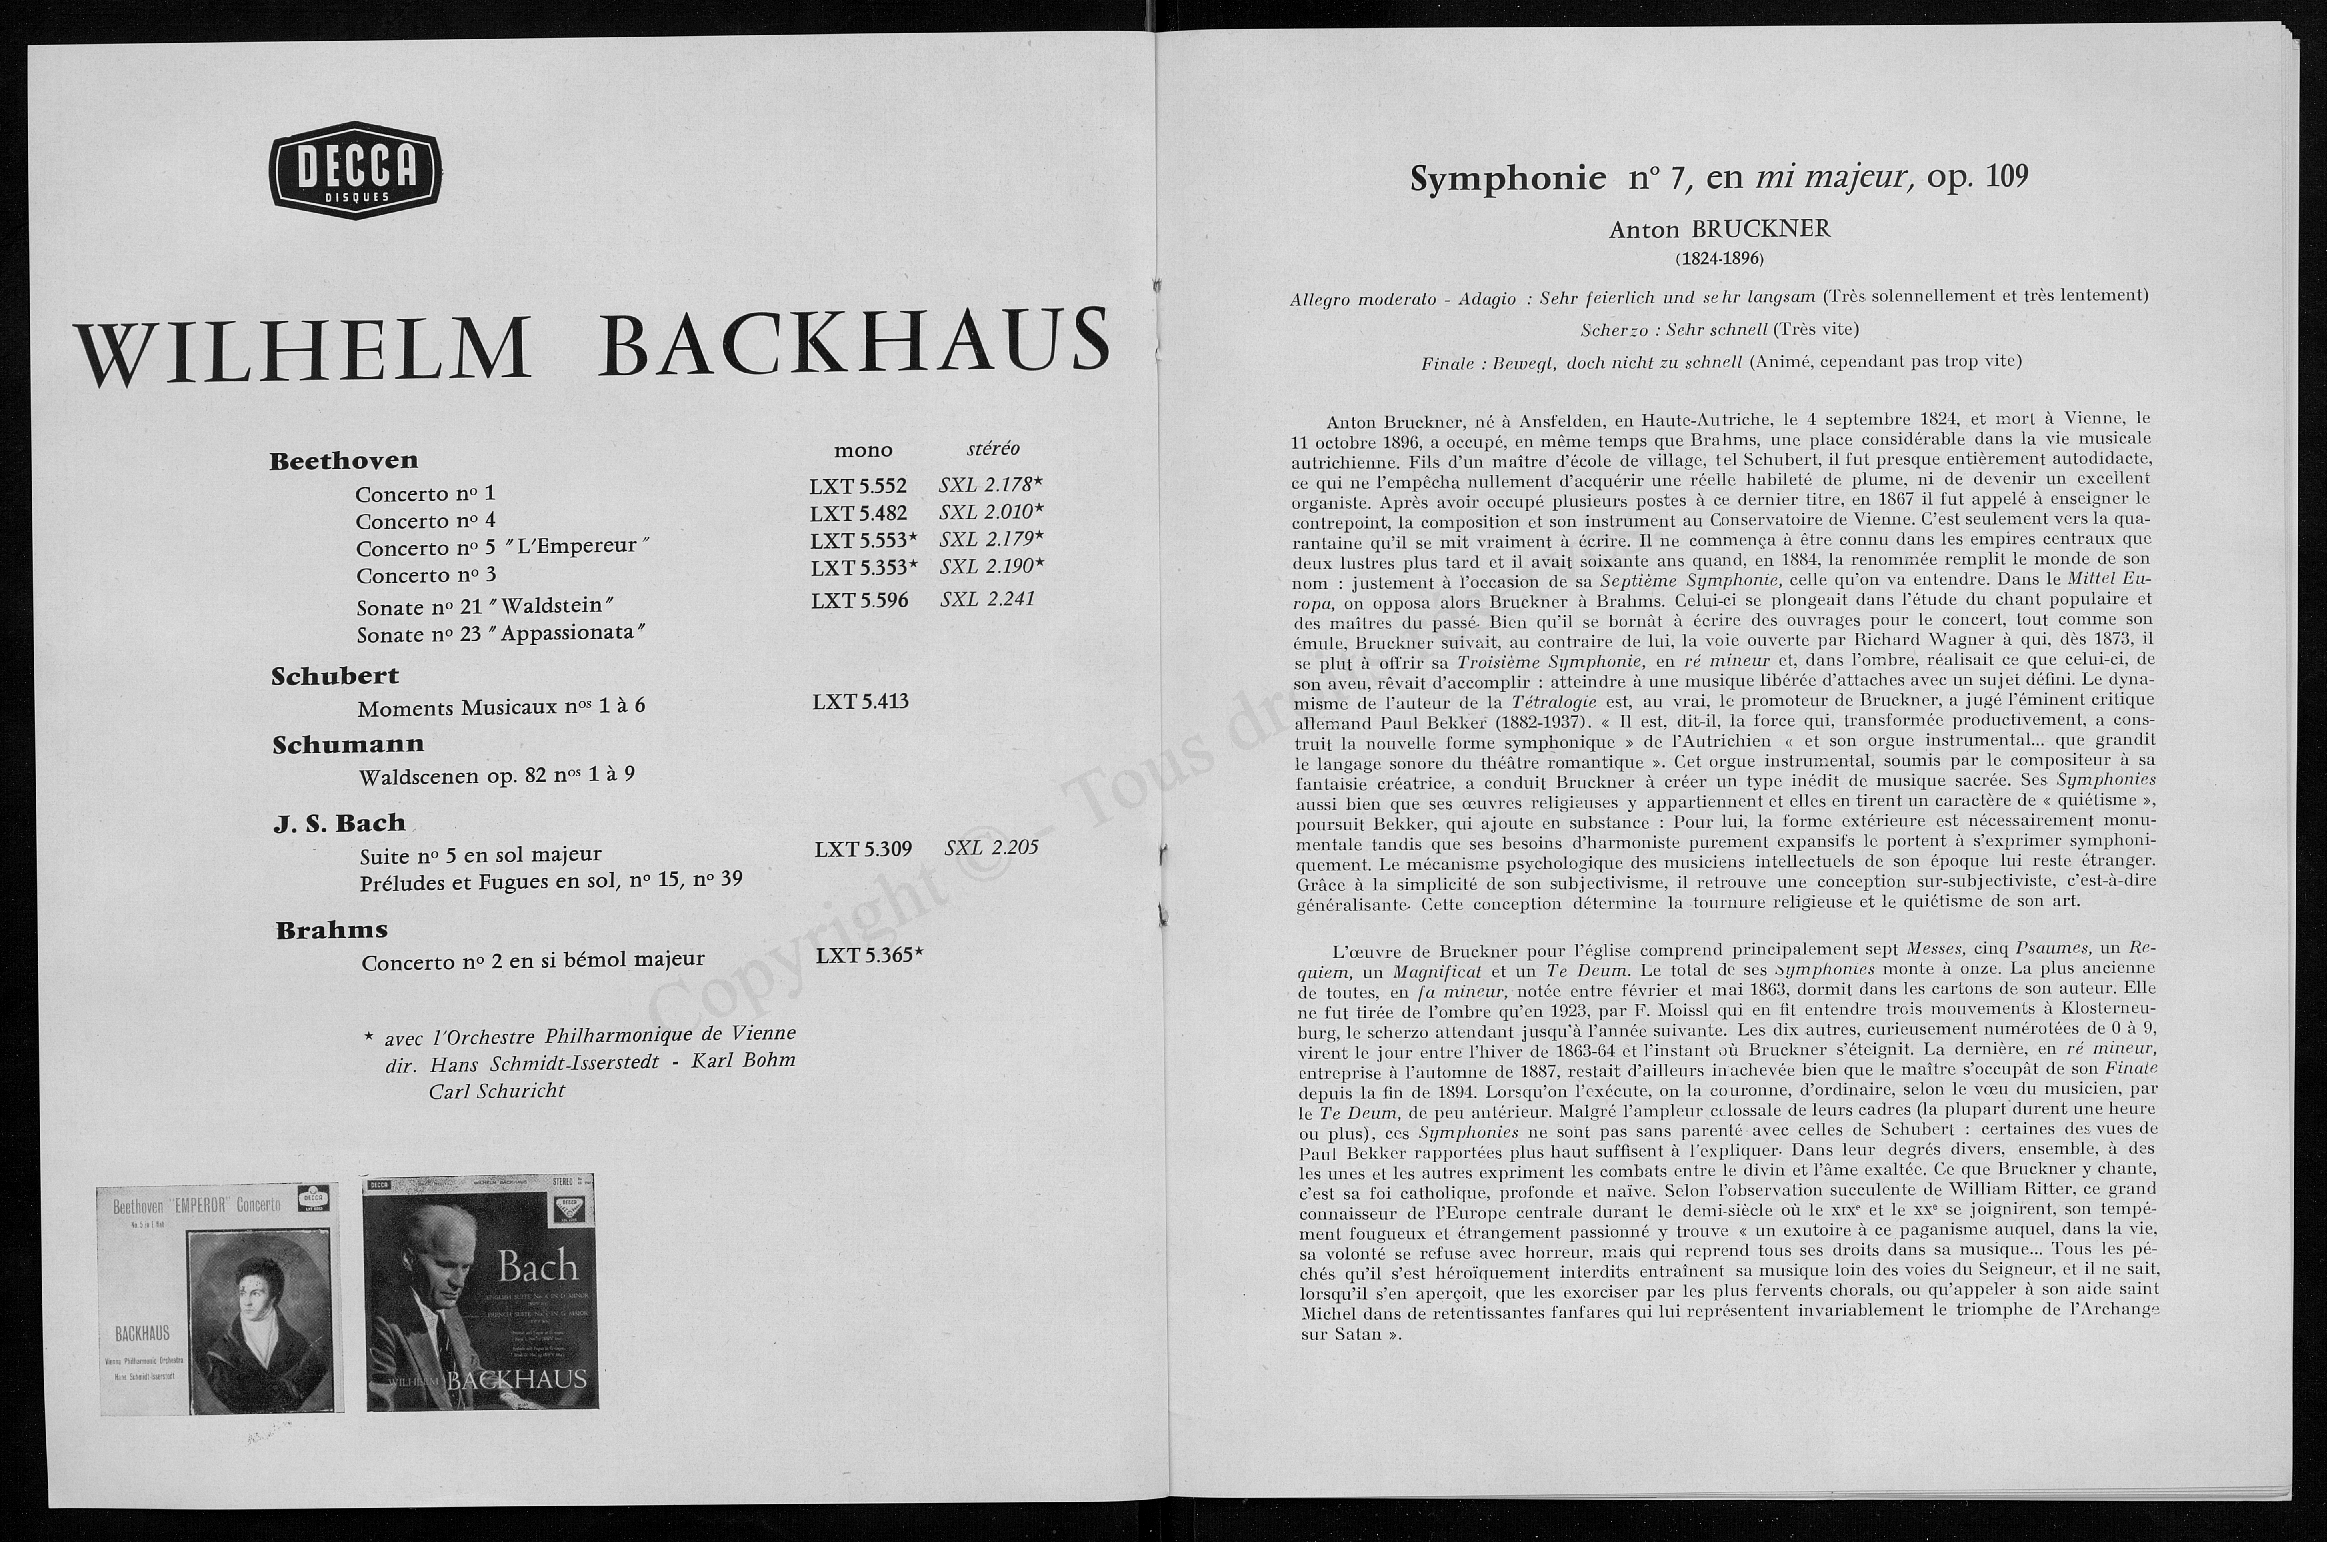 DECCA
DISQUES
WILHELM BACKHAUS
mono stéréo
Beethoven
Concerto nº 1 LXT 5.552 SXL 2.178★
Concerto nº 4 LXT 5.482 SXL 2.010★
Concerto nº 5 "L'Empereur" LXT 5.553★ SXL 2.179★
Concerto nº 3 LXT 5.353★ SXL 2.190★
Sonate nº 21 "Waldstein" LXT 5.596 SXL 2.241
Sonate nº 23 "Appassionata"
Schubert
Moments Musicaux nos 1 à 6 LXT 5.413
Schumann
Waldscenen op. 82 nos 1 à 9
J. S. Bach
Suite nº 5 en sol majeur LXT 5.309 SXL 2.205
Préludes et Fugues en sol, nº 15, nº 39
Brahms
Concerto nº 2 en si bémol majeur LXT 5.365★
★ avec l'Orchestre Philharmonique de Vienne
dir. Hans Schmidt-Isserstedt - Karl Bohm
Carl Schuricht
Beethoven "EMPEROR" Concerto
DECCA
BACKHAUS
Vienna Philharmonic Orchestra
Hans Schmidt-Isserstedt
DECCA
WILHELM BACKHAUS
STEREO
DECCA
Bach
WILHELM BACKHAUS
Copyright © - Tous droits
Symphonie nº 7, en mi majeur, op. 109
Anton BRUCKNER
(1824-1896)
Allegro moderato - Adagio : Sehr feierlich und sehr langsam (Très solennellement et très lentement)
Scherzo : Sehr schnell (Très vite)
Finale : Bewegt, doch nicht zu schnell (Animé, cependant pas trop vite)
Anton Bruckner, né à Ansfelden, en Haute-Autriche, le 4 septembre 1824, et mort à Vienne, le
11 octobre 1896, a occupé, en même temps que Brahms, une place considérable dans la vie musicale
autrichienne. Fils d'un maître d'école de village, tel Schubert, il fut presque entièrement autodidacte,
ce qui ne l'empêcha nullement d'acquérir une réelle habileté de plume, ni de devenir un excellent
organiste. Après avoir occupé plusieurs postes à ce dernier titre, en 1867 il fut appelé à enseigner le
contrepoint, la composition et son instrument au Conservatoire de Vienne. C'est seulement vers la qua-
rantaine qu'il se mit vraiment à écrire. Il ne commença à être connu dans les empires centraux que
deux lustres plus tard et il avait soixante ans quand, en 1884, la renommée remplit le monde de son
nom : justement à l'occasion de sa Septième Symphonie, celle qu'on va entendre. Dans le Mittel Eu-
ropa, on opposa alors Bruckner à Brahms. Celui-ci se plongeait dans l'étude du chant populaire et
des maîtres du passé. Bien qu'il se bornât à écrire des ouvrages pour le concert, tout comme son
émule, Bruckner suivait, au contraire de lui, la voie ouverte par Richard Wagner à qui, dès 1873, il
se plut à offrir sa Troisième Symphonie, en ré mineur et, dans l'ombre, réalisait ce que celui-ci, de
son aveu, rêvait d'accomplir : atteindre à une musique libérée d'attaches avec un sujet défini. Le dyna-
misme de l'auteur de la Tétralogie est, au vrai, le promoteur de Bruckner, a jugé l'éminent critique
allemand Paul Bekker (1882-1937). « Il est, dit-il, la force qui, transformée productivement, a cons-
truit la nouvelle forme symphonique » de l'Autrichien « et son orgue instrumental... que grandit
le langage sonore du théâtre romantique ». Cet orgue instrumental, soumis par le compositeur à sa
fantaisie créatrice, a conduit Bruckner à créer un type inédit de musique sacrée. Ses Symphonies
aussi bien que ses œuvres religieuses y appartiennent et elles en tirent un caractère de « quiétisme »,
poursuit Bekker, qui ajoute en substance : Pour lui, la forme extérieure est nécessairement monu-
mentale tandis que ses besoins d'harmoniste purement expansifs le portent à s'exprimer symphoni-
quement. Le mécanisme psychologique des musiciens intellectuels de son époque lui reste étranger.
Grâce à la simplicité de son subjectivisme, il retrouve une conception sur-subjectiviste, c'est-à-dire
généralisante. Cette conception détermine la tournure religieuse et le quiétisme de son art.
L'œuvre de Bruckner pour l'église comprend principalement sept Messes, cinq Psaumes, un Re-
quiem, un Magnificat et un Te Deum. Le total de ses Symphonies monte à onze. La plus ancienne
de toutes, en fa mineur, notée entre février et mai 1863, dormit dans les cartons de son auteur. Elle
ne fut tirée de l'ombre qu'en 1923, par F. Moissl qui en fit entendre trois mouvements à Klosterneu-
burg, le scherzo attendant jusqu'à l'année suivante. Les dix autres, curieusement numérotées de 0 à 9,
virent le jour entre l'hiver de 1863-64 et l'instant où Bruckner s'éteignit. La dernière, en ré mineur,
entreprise à l'automne de 1887, restait d'ailleurs inachevée bien que le maître s'occupât de son Finale
depuis la fin de 1894. Lorsqu'on l'exécute, on la couronne, d'ordinaire, selon le vœu du musicien, par
le Te Deum, de peu antérieur. Malgré l'ampleur colossale de leurs cadres (la plupart durent une heure
ou plus), ces Symphonies ne sont pas sans parenté avec celles de Schubert : certaines des vues de
Paul Bekker rapportées plus haut suffisent à l'expliquer. Dans leur degrés divers, ensemble, à des
les unes et les autres expriment les combats entre le divin et l'âme exaltée. Ce que Bruckner y chante,
c'est sa foi catholique, profonde et naïve. Selon l'observation succulente de William Ritter, ce grand
connaisseur de l'Europe centrale durant le demi-siècle où le XIXe et le XXe se joignirent, son tempé-
ment fougueux et étrangement passionné y trouve « un exutoire à ce paganisme auquel, dans la vie,
sa volonté se refuse avec horreur, mais qui reprend tous ses droits dans sa musique... Tous les pé-
chés qu'il s'est héroïquement interdits entraînent sa musique loin des voies du Seigneur, et il ne sait,
lorsqu'il s'en aperçoit, que les exorciser par les plus fervents chorals, ou qu'appeler à son aide saint
Michel dans de retentissantes fanfares qui lui représentent invariablement le triomphe de l'Archange
sur Satan ».